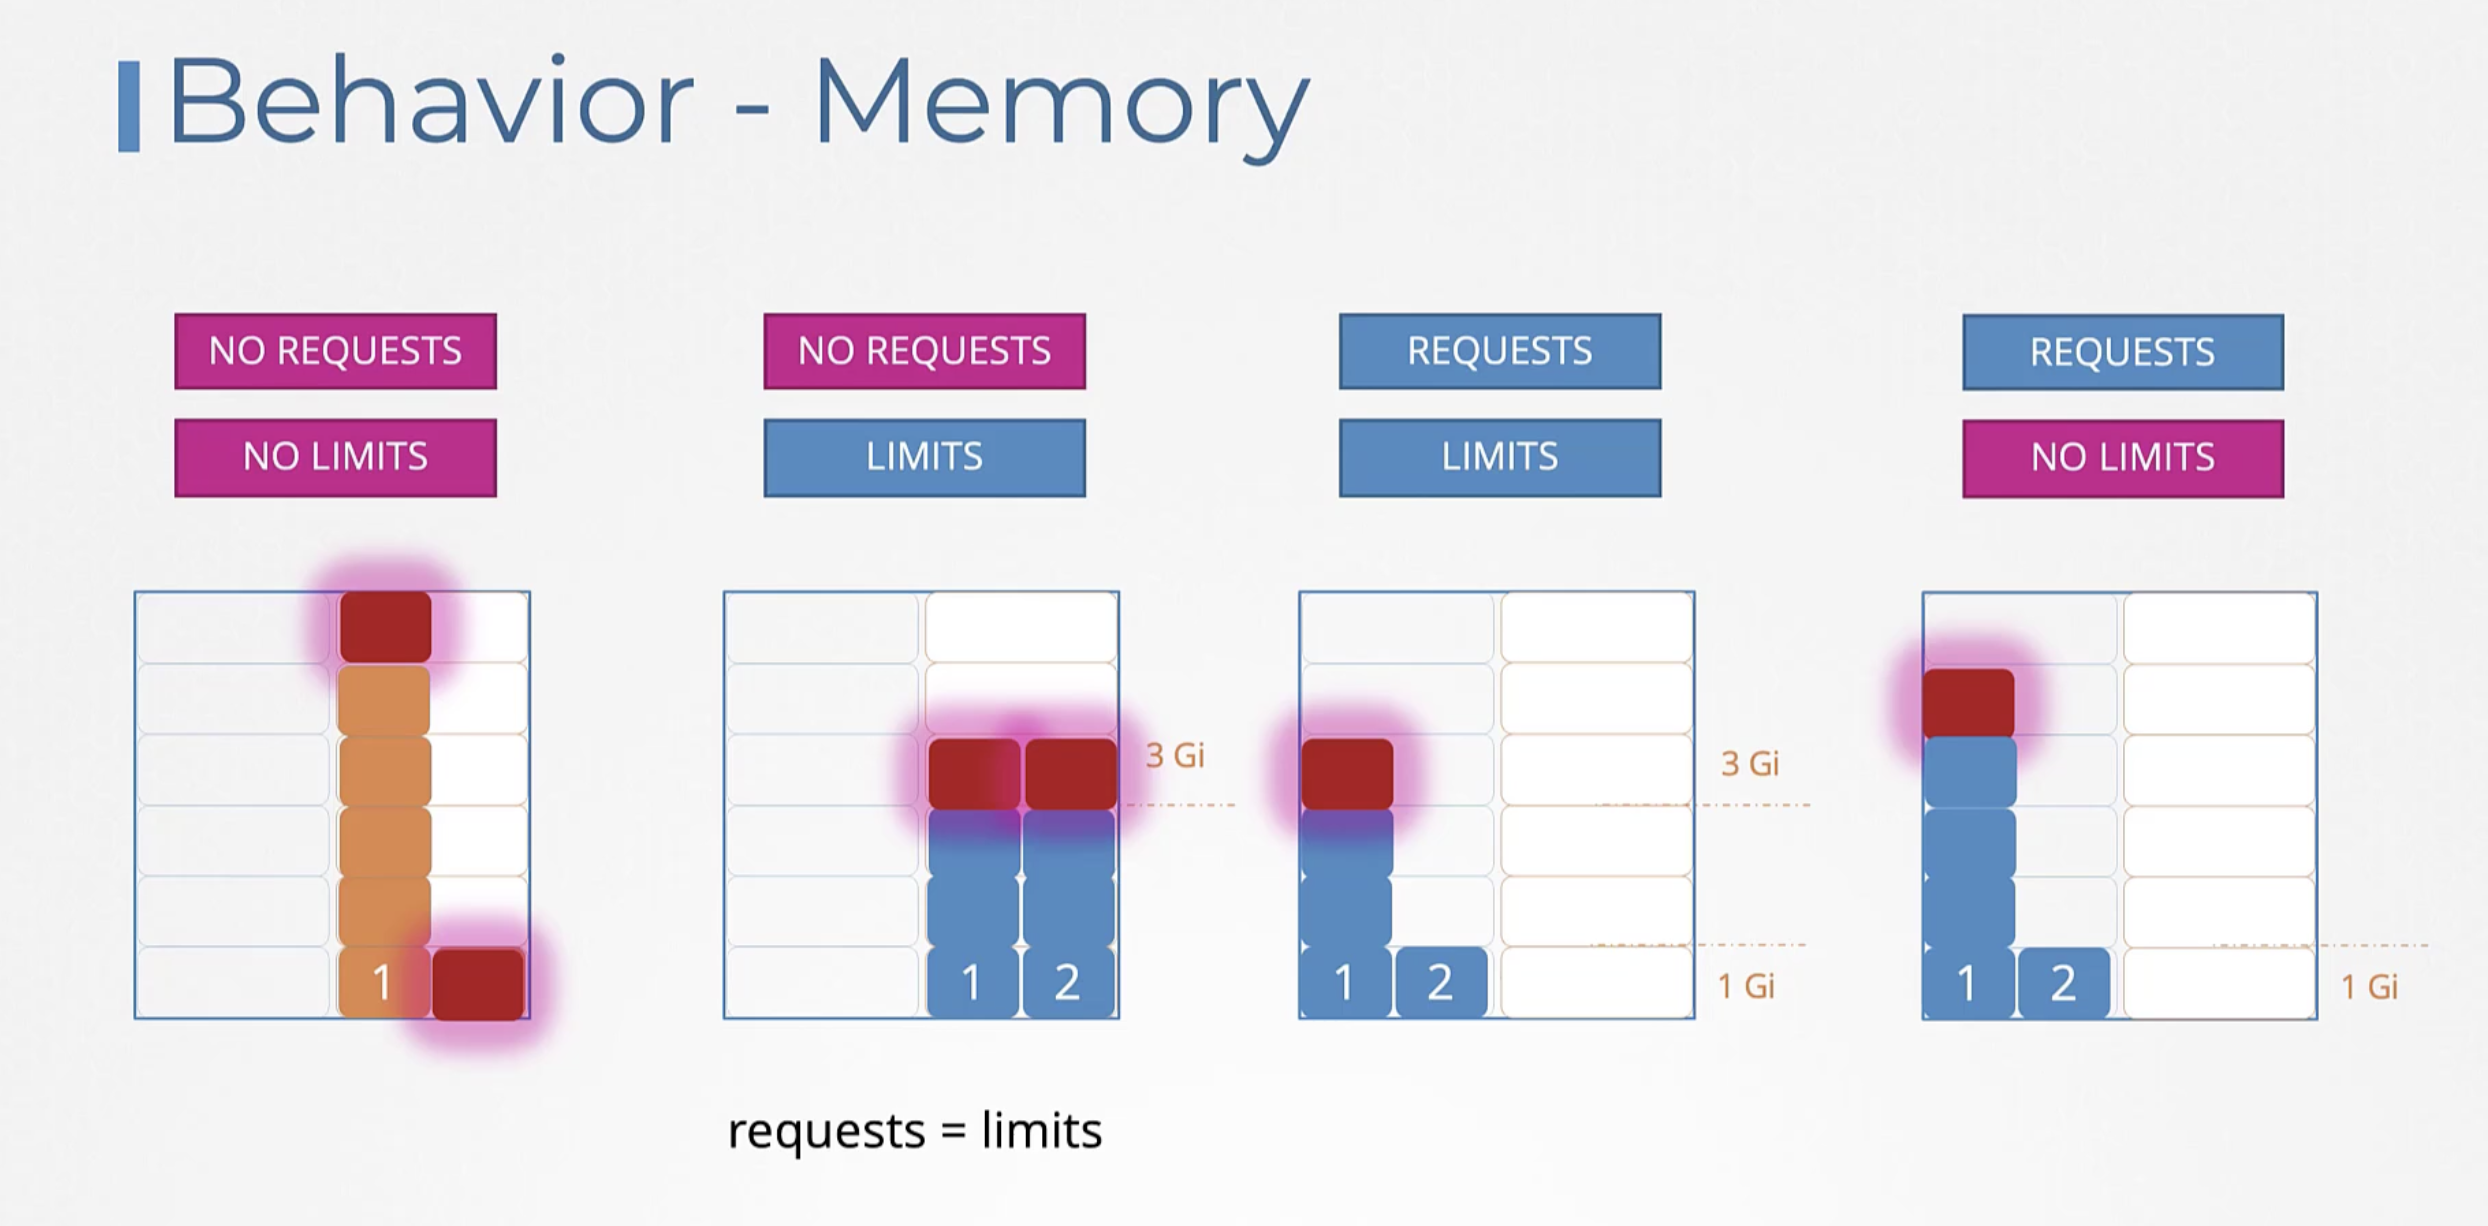 Behavior - Memory
NO REQUESTS
NO LIMITS
NO REQUESTS
LIMITS
REQUESTS
LIMITS
REQUESTS
NO LIMITS
1
3 Gi
1 2
3 Gi
1 2
1 Gi
1 2
1 Gi
requests = limits